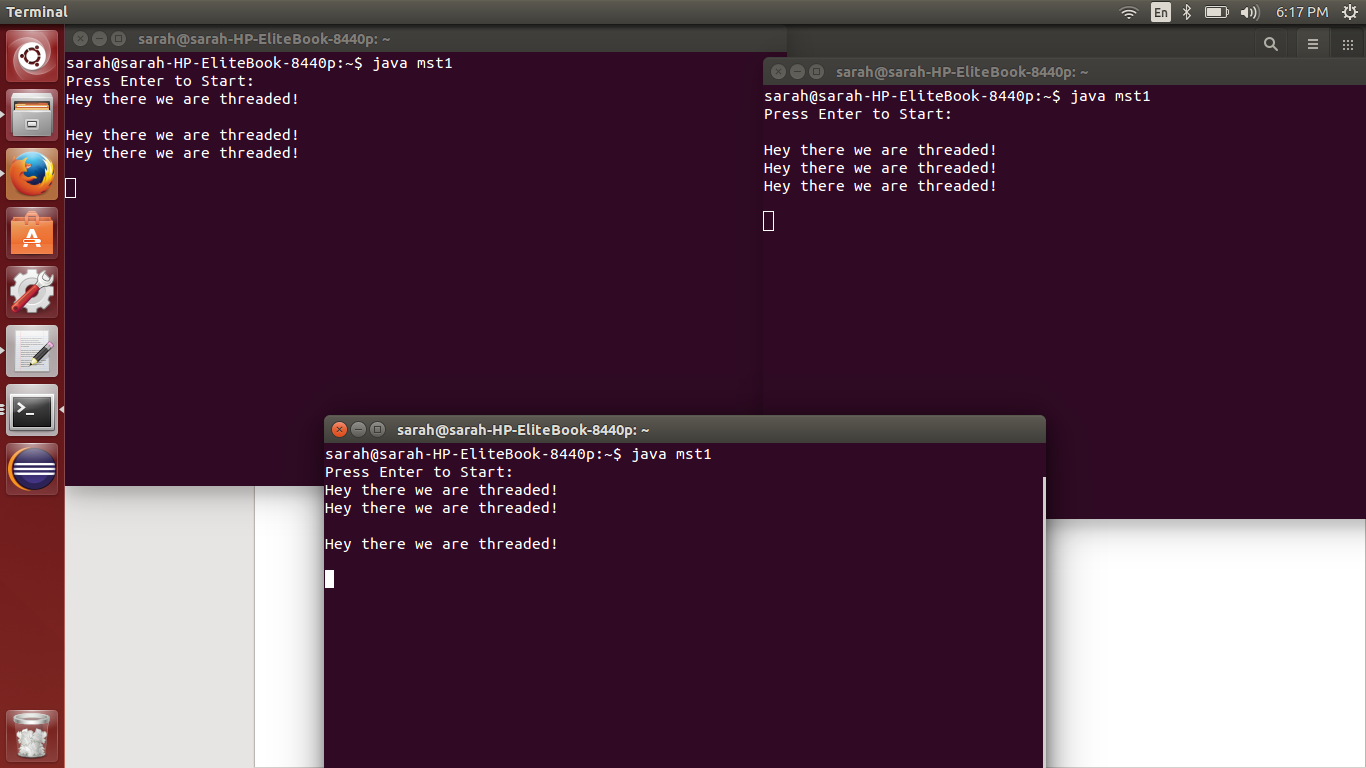 Terminal
En
6:17 PM
sarah@sarah-HP-EliteBook-8440p: ~
sarah@sarah-HP-EliteBook-8440p:~$ java mst1
Press Enter to Start:
Hey there we are threaded!
Hey there we are threaded!
Hey there we are threaded!
sarah@sarah-HP-EliteBook-8440p: ~
sarah@sarah-HP-EliteBook-8440p:~$ java mst1
Press Enter to Start:
Hey there we are threaded!
Hey there we are threaded!
Hey there we are threaded!
sarah@sarah-HP-EliteBook-8440p: ~
sarah@sarah-HP-EliteBook-8440p:~$ java mst1
Press Enter to Start:
Hey there we are threaded!
Hey there we are threaded!
Hey there we are threaded!